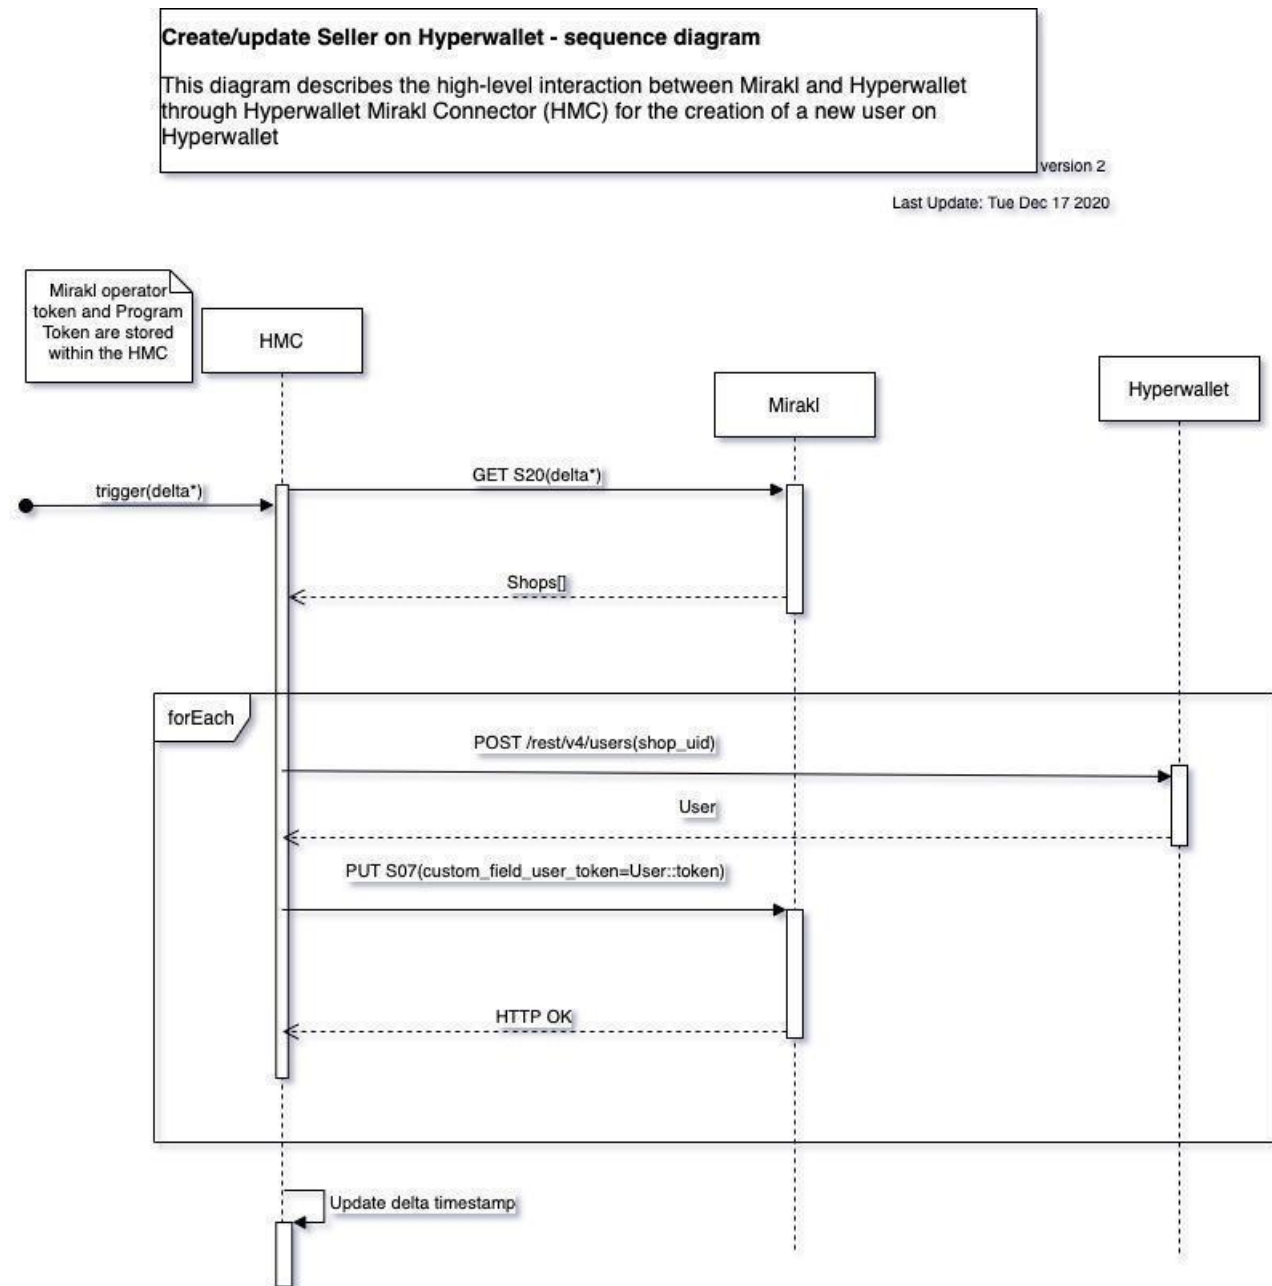 Create/update Seller on Hyperwallet - sequence diagram
This diagram describes the high-level interaction between Mirakl and Hyperwallet
through Hyperwallet Mirakl Connector (HMC) for the creation of a new user on
Hyperwallet
version 2
Last Update: Tue Dec 17 2020
Mirakl operator
token and Program
Token are stored
within the HMC
HMC
Mirakl
Hyperwallet
trigger(delta*)
GET S20(delta*)
Shops[]
forEach
POST /rest/v4/users(shop_uid)
User
PUT S07(custom_field_user_token=User::token)
HTTP OK
Update delta timestamp